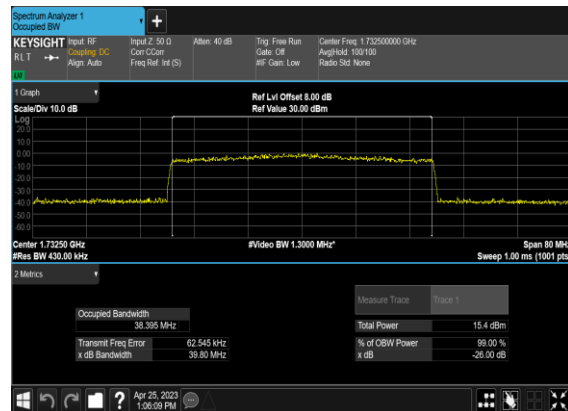 Spectrum Analyzer 1
Occupied BW
KEYSIGHT Input: RF Input Z: 50 Ω Atten: 40 dB Trig: Free Run Center Freq: 1.732500000 GHz
RLT Coupling: DC Corr CCorr Gate: Off Avg|Hold: 100/100
Align: Auto Freq Ref: Int (S) #IF Gain: Low Radio Std: None
1 Graph
Ref Lvl Offset 8.00 dB
Scale/Div 10.0 dB Ref Value 30.00 dBm
Log
20.0
10.0
0.00
-10.0
-20.0
-30.0
-40.0
-50.0
-60.0
Center 1.73250 GHz #Video BW 1.3000 MHz* Span 80 MHz
#Res BW 430.00 kHz Sweep 1.00 ms (1001 pts)
2 Metrics
Measure Trace Trace 1
Occupied Bandwidth
38.395 MHz Total Power 15.4 dBm
Transmit Freq Error 62.545 kHz % of OBW Power 99.00 %
x dB Bandwidth 39.80 MHz x dB -26.00 dB
Apr 25, 2023
1:06:09 PM